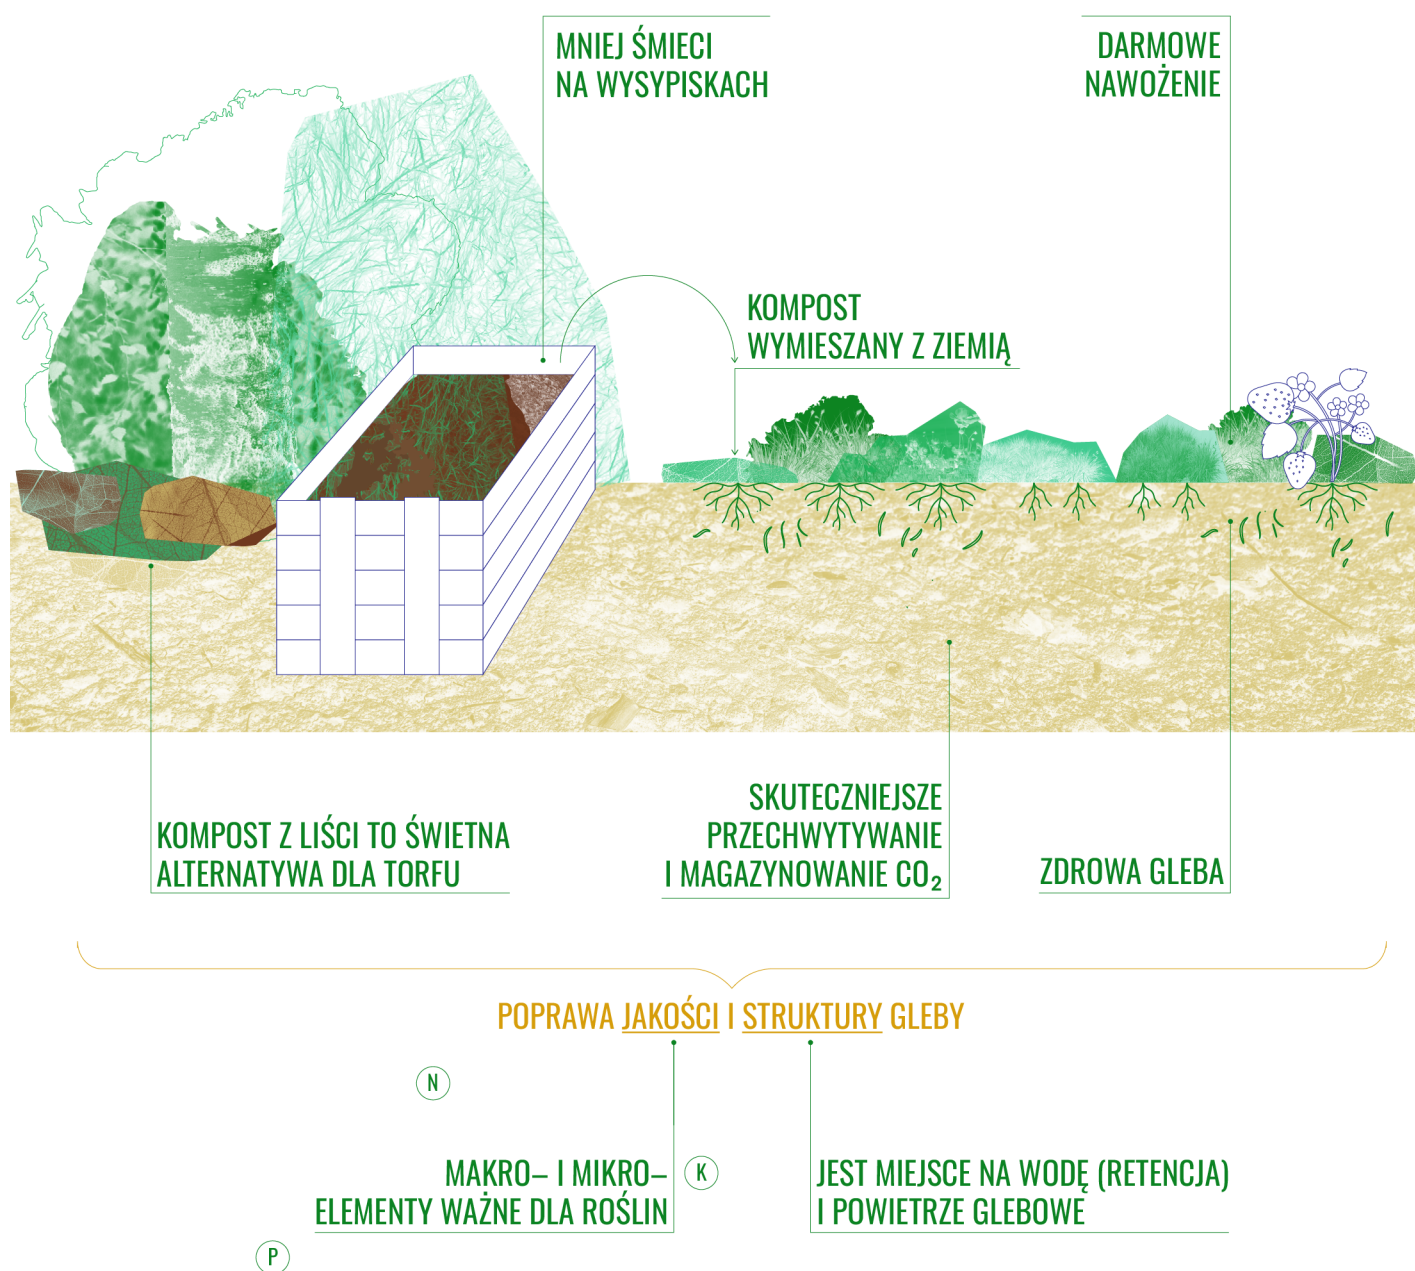 MNIEJ ŚMIECI
NA WYSYPISKACH
DARMOWE
NAWOŻENIE
KOMPOST
WYMIESZANY Z ZIEMIĄ
KOMPOST Z LIŚCI TO ŚWIETNA
ALTERNATYWA DLA TORFU
SKUTECZNIEJSZE
PRZECHWYTYWANIE
I MAGAZYNOWANIE CO₂
ZDROWA GLEBA
POPRAWA JAKOŚCI I STRUKTURY GLEBY
N
MAKRO– I MIKRO–
ELEMENTY WAŻNE DLA ROŚLIN
K
P
JEST MIEJSCE NA WODĘ (RETENCJA)
I POWIETRZE GLEBOWE